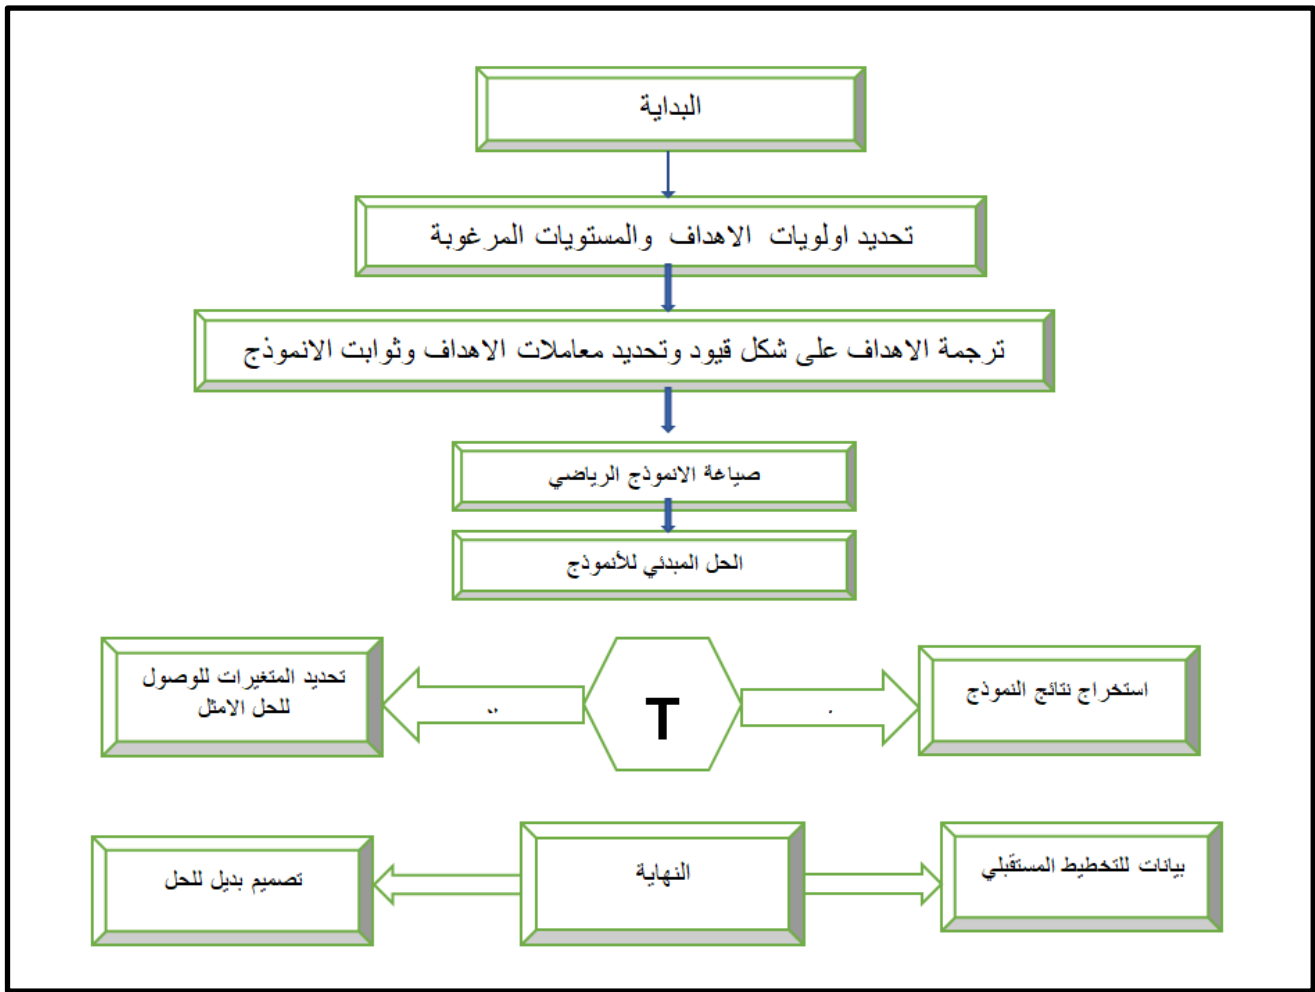 البداية
تحديد اولويات الاهداف والمستويات المرغوبة
ترجمة الاهداف على شكل قيود وتحديد معاملات الاهداف وثوابت الانموذج
صياغة الانموذج الرياضي
الحل المبدئي للأنموذج
استخراج نتائج النموذج
T
تحديد المتغيرات للوصول
للحل الامثل
بيانات للتخطيط المستقبلي
النهاية
تصميم بديل للحل